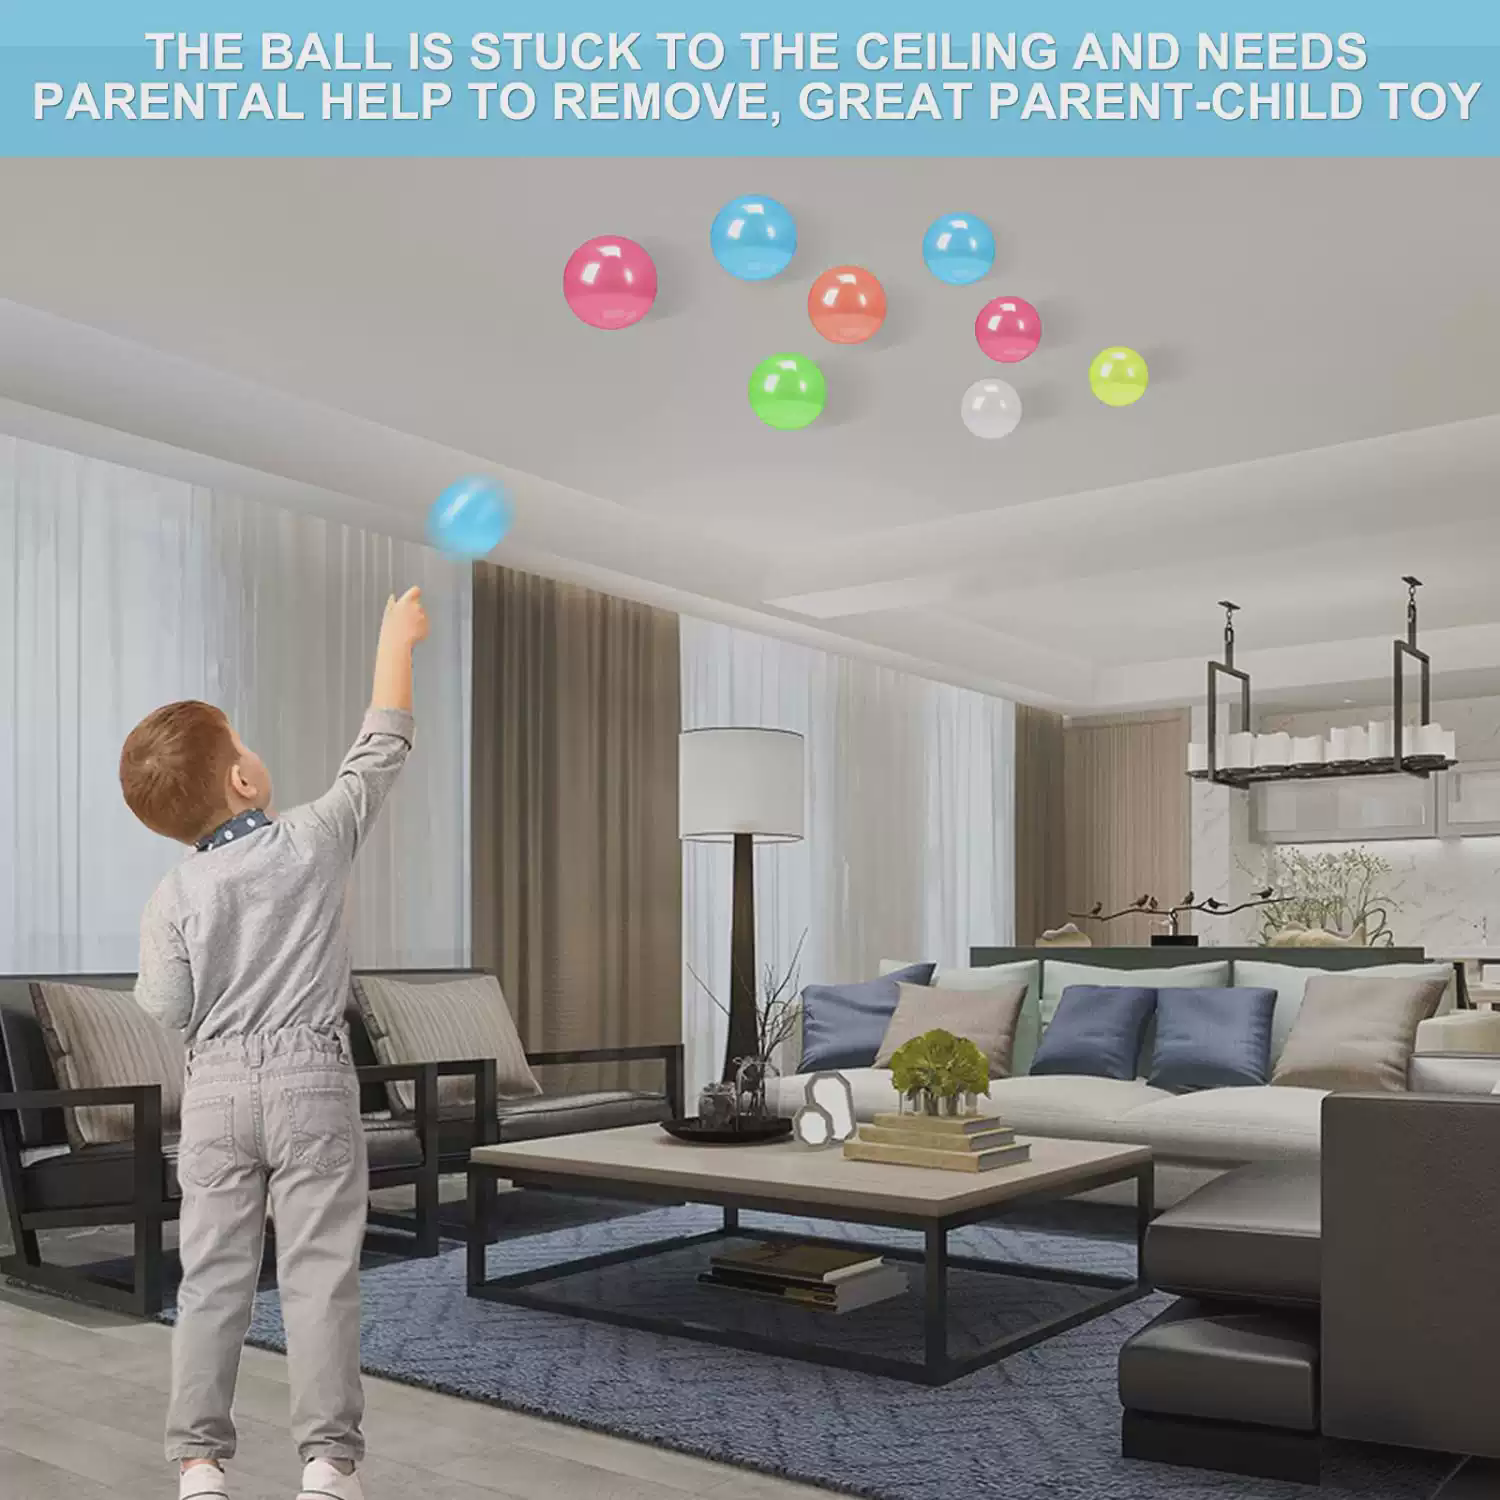 THE BALL IS STUCK TO THE CEILING AND NEEDS
PARENTAL HELP TO REMOVE, GREAT PARENT-CHILD TOY